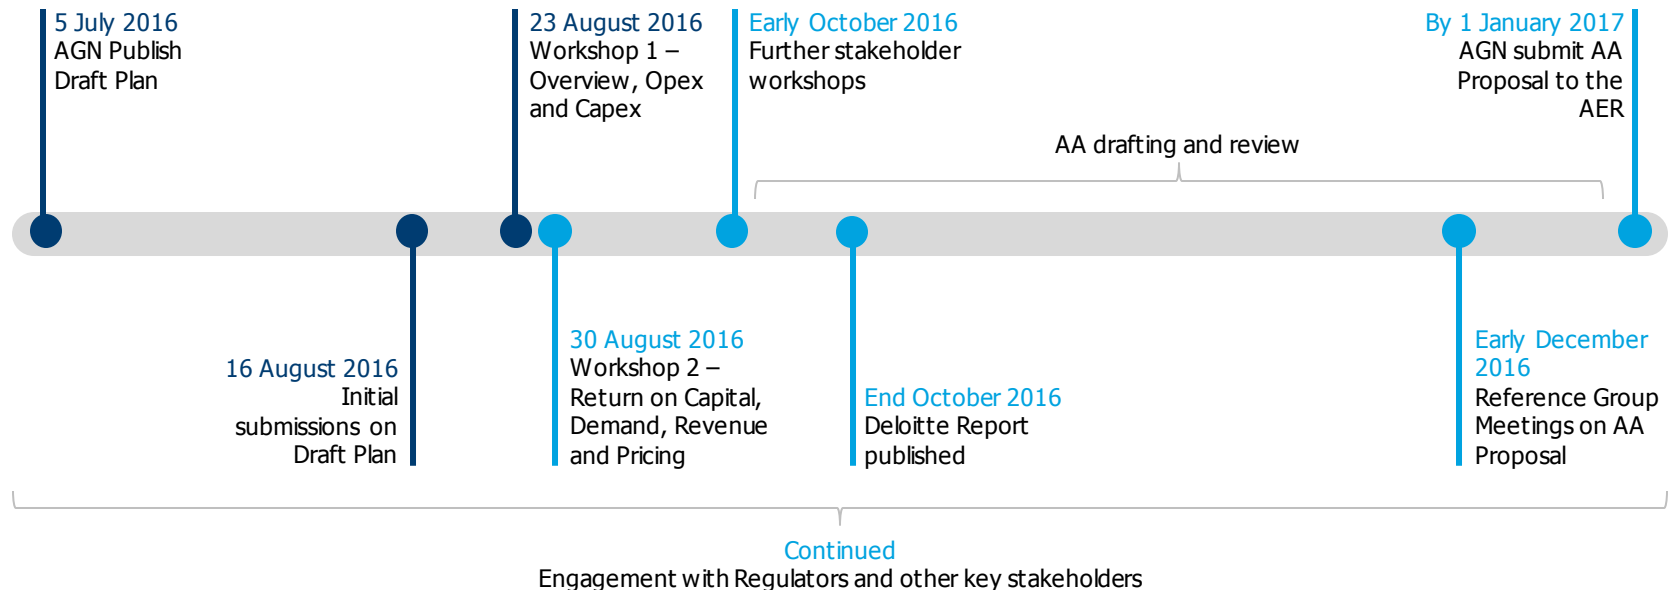 5 July 2016
AGN Publish
Draft Plan
23 August 2016
Workshop 1 –
Overview, Opex
and Capex
Early October 2016
Further stakeholder
workshops
By 1 January 2017
AGN submit AA
Proposal to the
AER
AA drafting and review
16 August 2016
Initial
submissions on
Draft Plan
30 August 2016
Workshop 2 –
Return on Capital,
Demand, Revenue
and Pricing
End October 2016
Deloitte Report
published
Early December
2016
Reference Group
Meetings on AA
Proposal
Continued
Engagement with Regulators and other key stakeholders